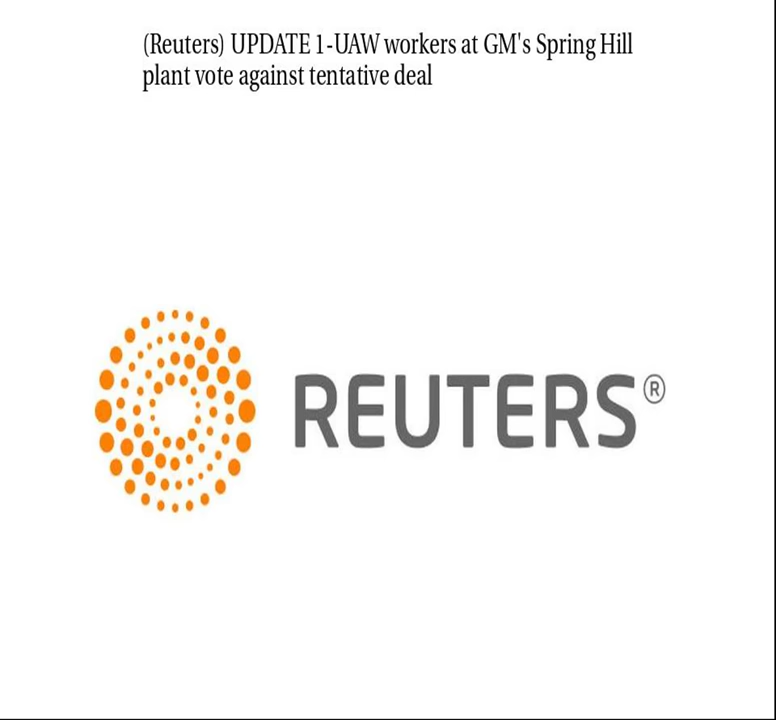 (Reuters) UPDATE 1-UAW workers at GM's Spring Hill
plant vote against tentative deal
REUTERS®